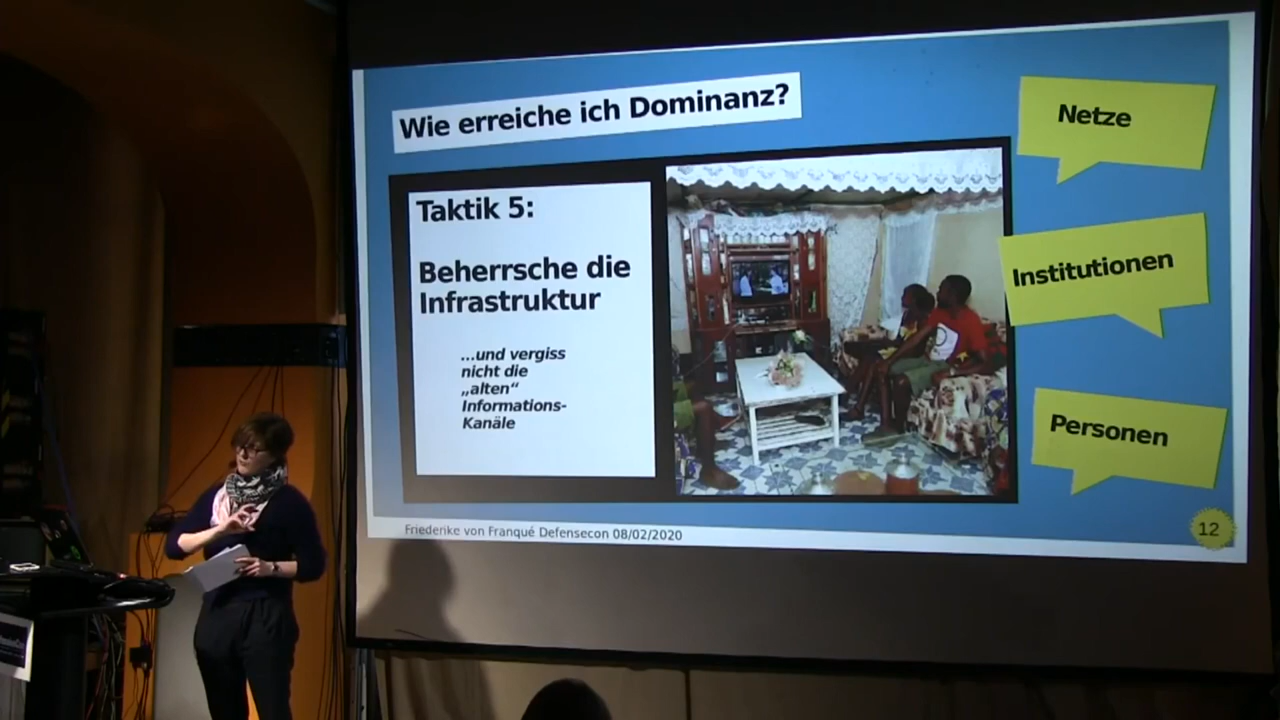 Wie erreiche ich Dominanz?
Taktik 5:
Beherrsche die
Infrastruktur
...und vergiss
nicht die
„alten“
Informations-
Kanäle
Netze
Institutionen
Personen
Friederike von Franqué Defensecon 08/02/2020
12